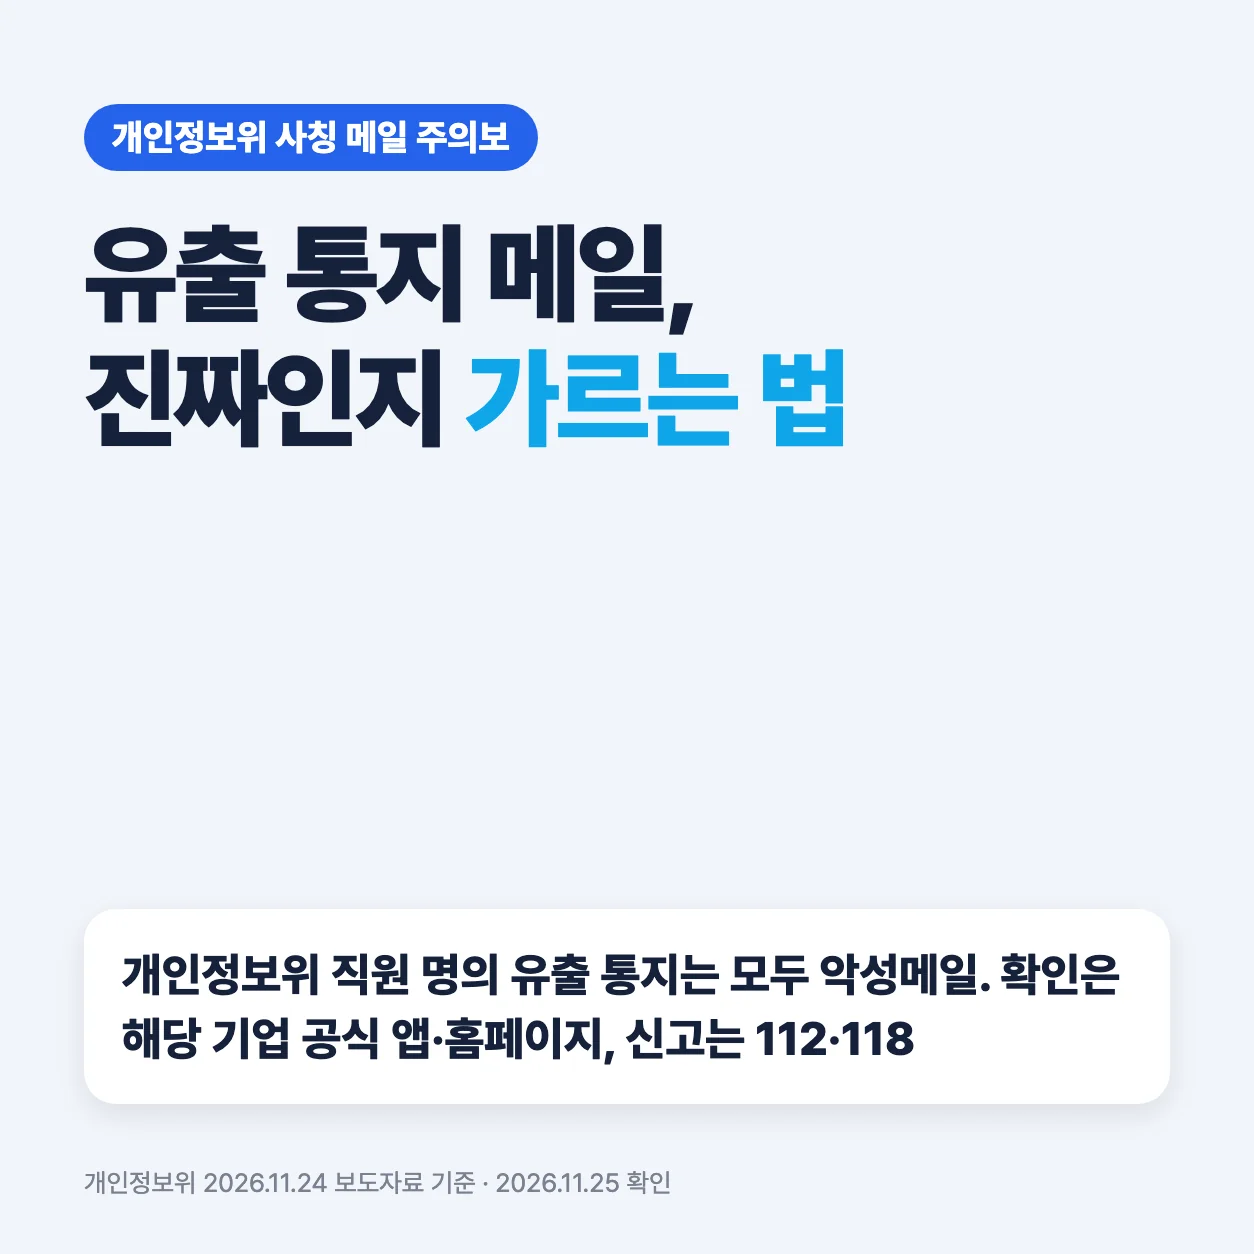 개인정보위 사칭 메일 주의보
유출 통지 메일,
진짜인지 가르는 법
개인정보위 직원 명의 유출 통지는 모두 악성메일. 확인은
해당 기업 공식 앱·홈페이지, 신고는 112·118
개인정보위 2026.11.24 보도자료 기준 · 2026.11.25 확인